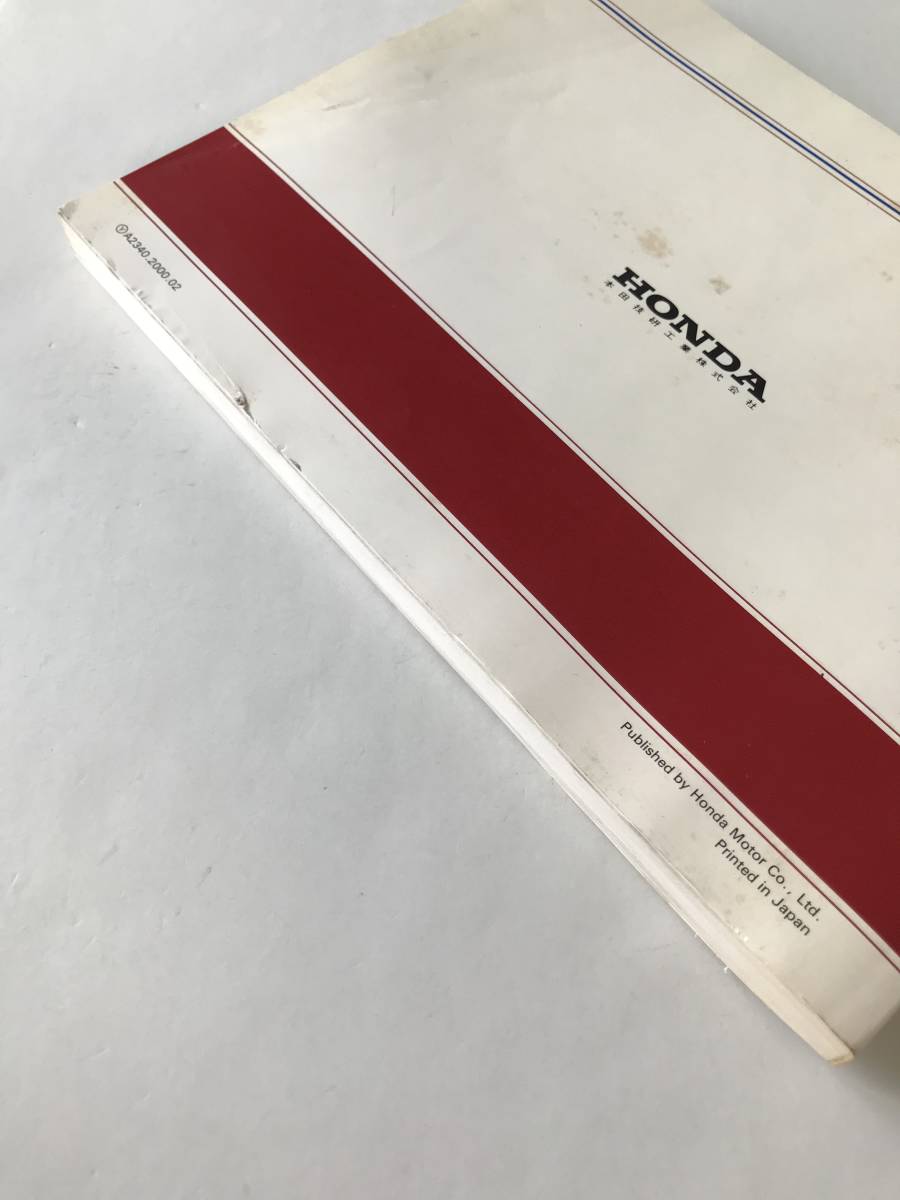 HONDA
本田技研工業株式会社
ⓎA2340.2000.02
Published by Honda Motor Co., Ltd.
Printed in Japan